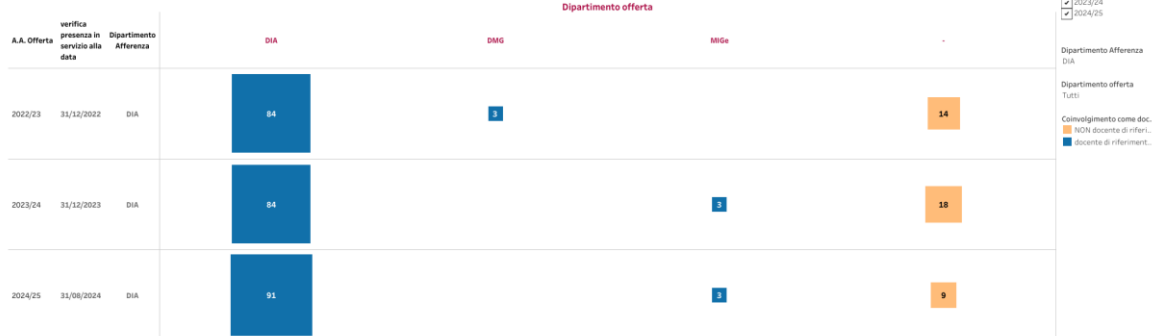 Dipartimento offerta
A.A. Offerta
verifica
presenza in
servizio alla
data
Dipartimento
Afferenza
DIA
DMG
MIGe
-
2022/23 31/12/2022 DIA 84 3 14
2023/24 31/12/2023 DIA 84 3 18
2024/25 31/08/2024 DIA 91 3 9
2023/24
2024/25
Dipartimento Afferenza
DIA
Dipartimento offerta
Tutti
Coinvolgimento come doc..
NON docente di riferi..
docente di riferiment..